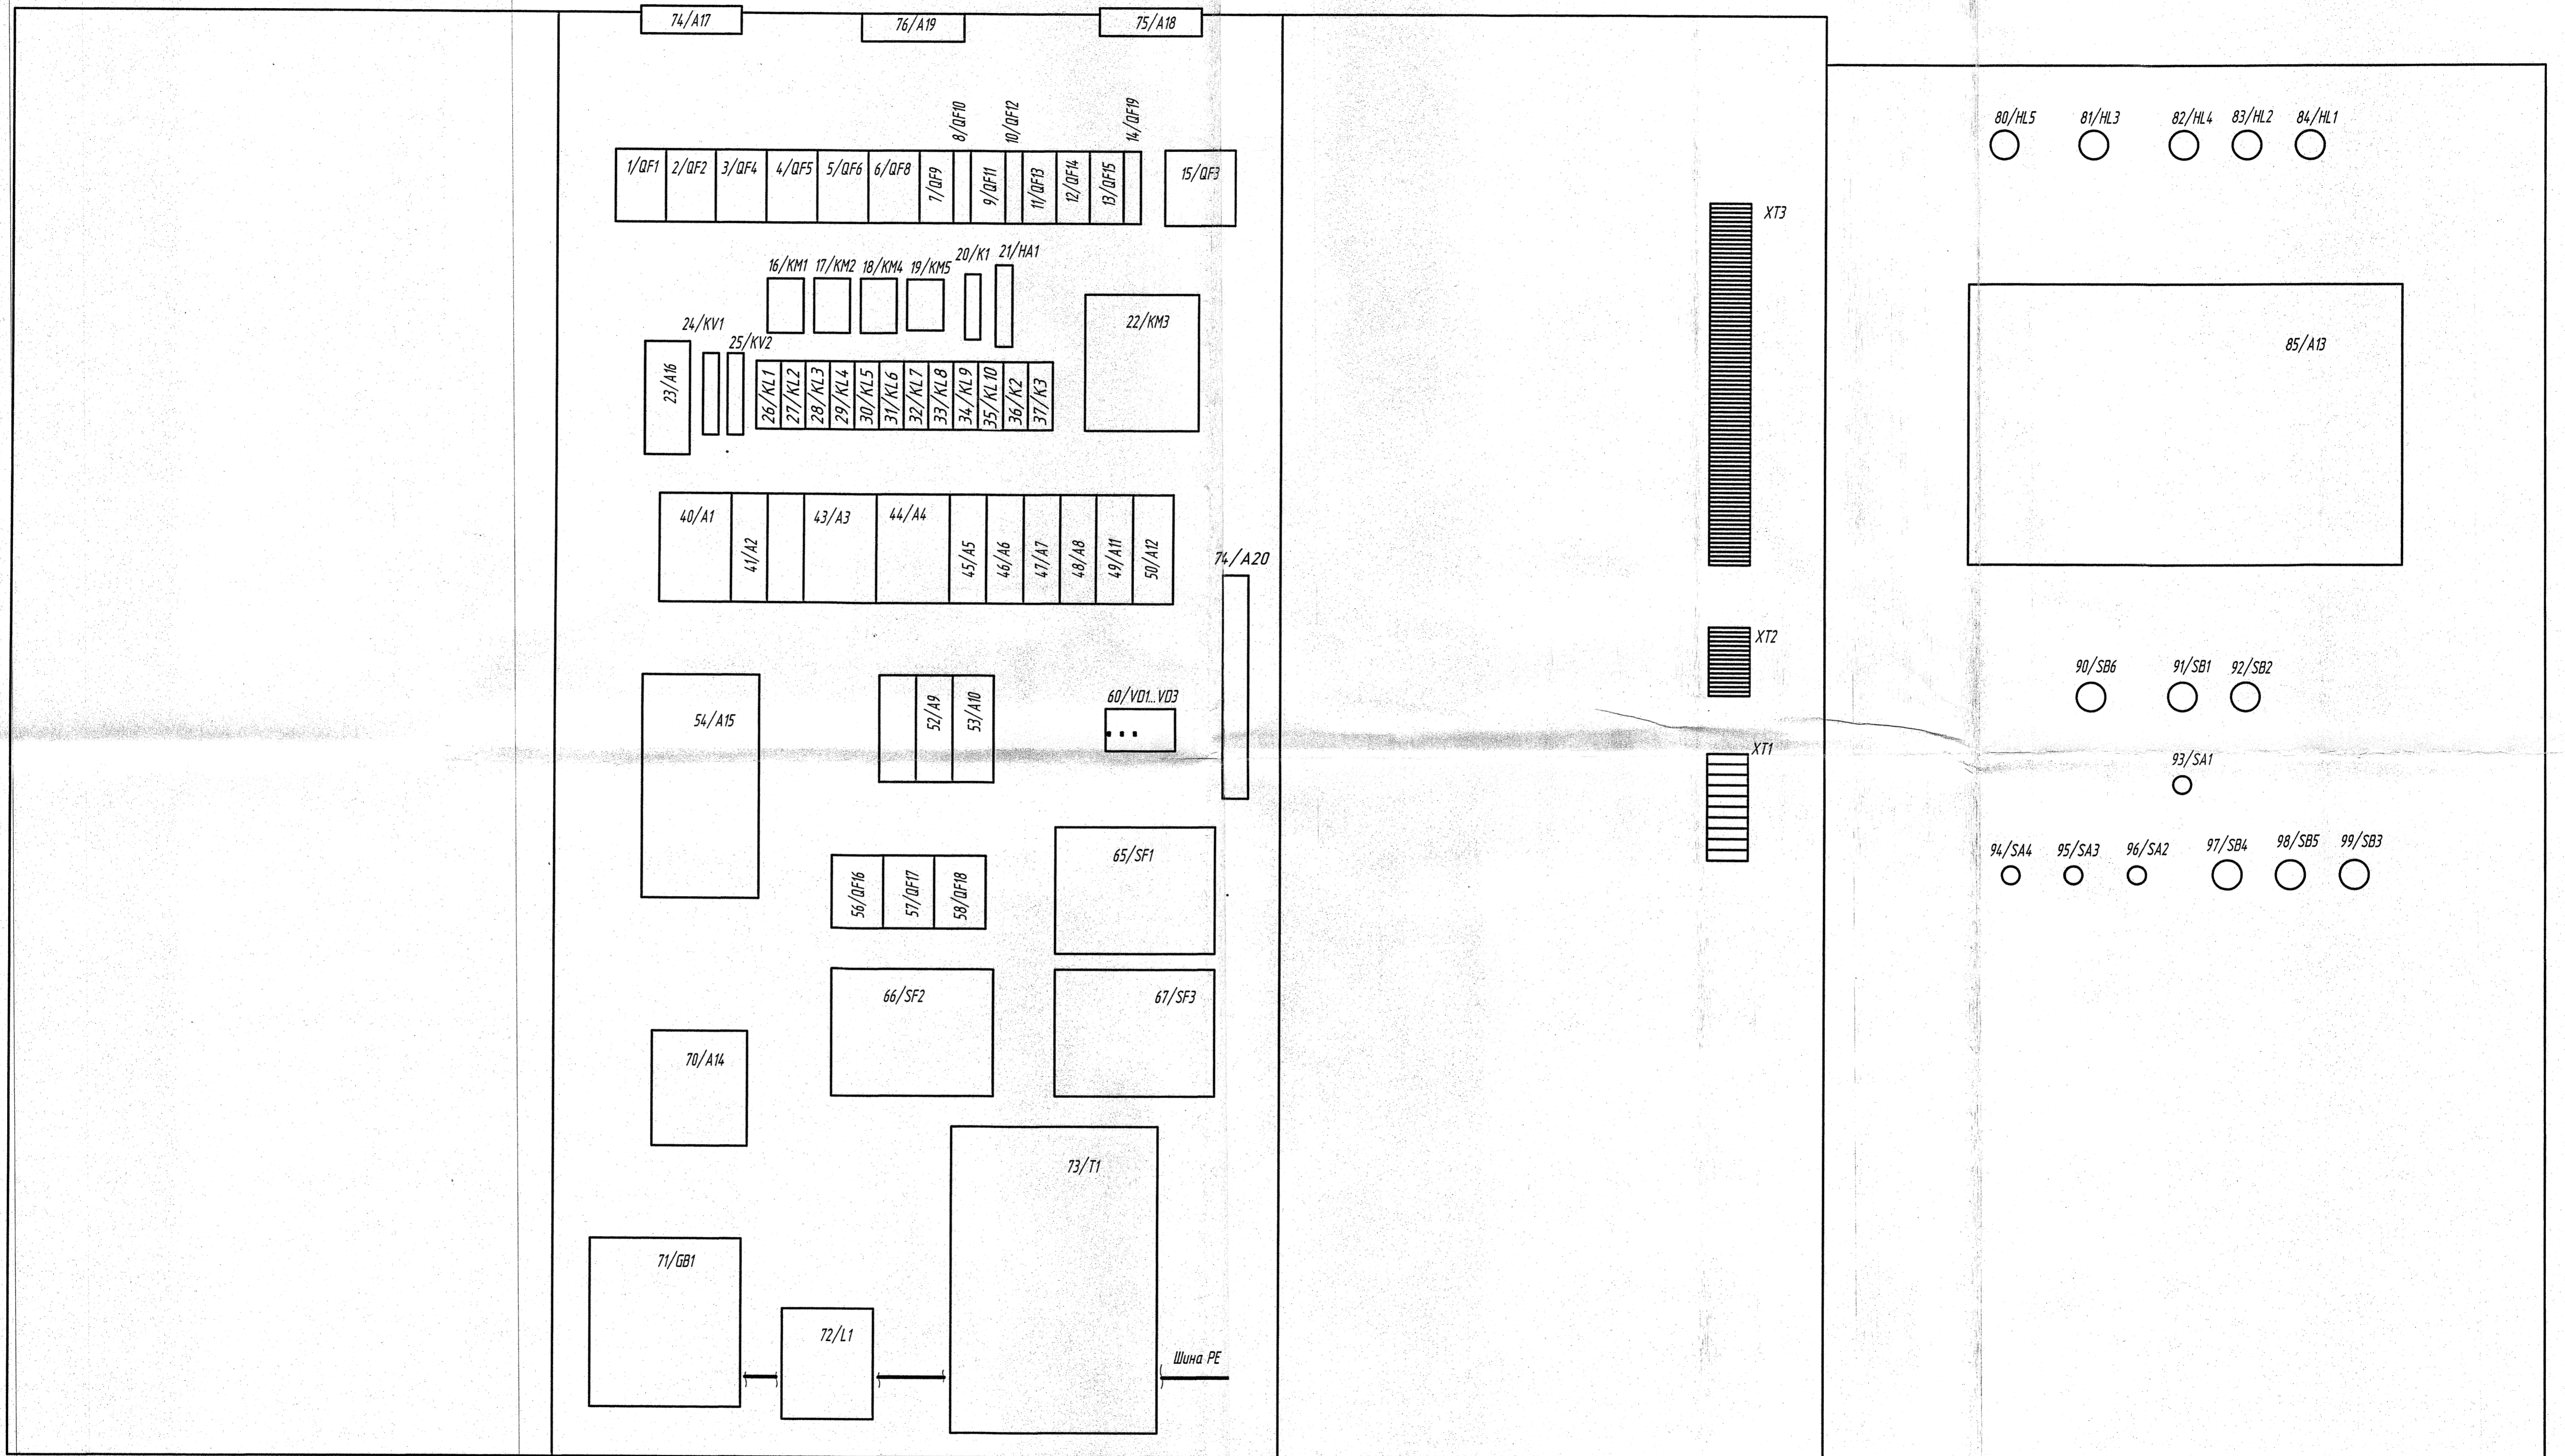 74/A17
76/A19
75/A18
8/QF10
10/QF12
14/QF19
1/QF1
2/QF2
3/QF4
4/QF5
5/QF6
6/QF8
7/QF9
9/QF11
11/QF13
12/QF14
13/QF15
15/QF3
16/KM1
17/KM2
18/KM4
19/KM5
20/K1
21/HA1
22/KM3
24/KV1
25/KV2
23/A16
26/KL1
27/KL2
28/KL3
29/KL4
30/KL5
31/KL6
32/KL7
33/KL8
34/KL9
35/KL10
36/K2
37/K3
40/A1
41/A2
43/A3
44/A4
45/A5
46/A6
47/A7
48/A8
49/A11
50/A12
74/A20
54/A15
52/A9
53/A10
60/VD1...VD3
56/QF16
57/QF17
58/QF18
65/SF1
66/SF2
67/SF3
70/A14
73/T1
71/GB1
72/L1
Шина PE
XT3
XT2
XT1
80/HL5
81/HL3
82/HL4
83/HL2
84/HL1
85/A13
90/SB6
91/SB1
92/SB2
93/SA1
94/SA4
95/SA3
96/SA2
97/SB4
98/SB5
99/SB3